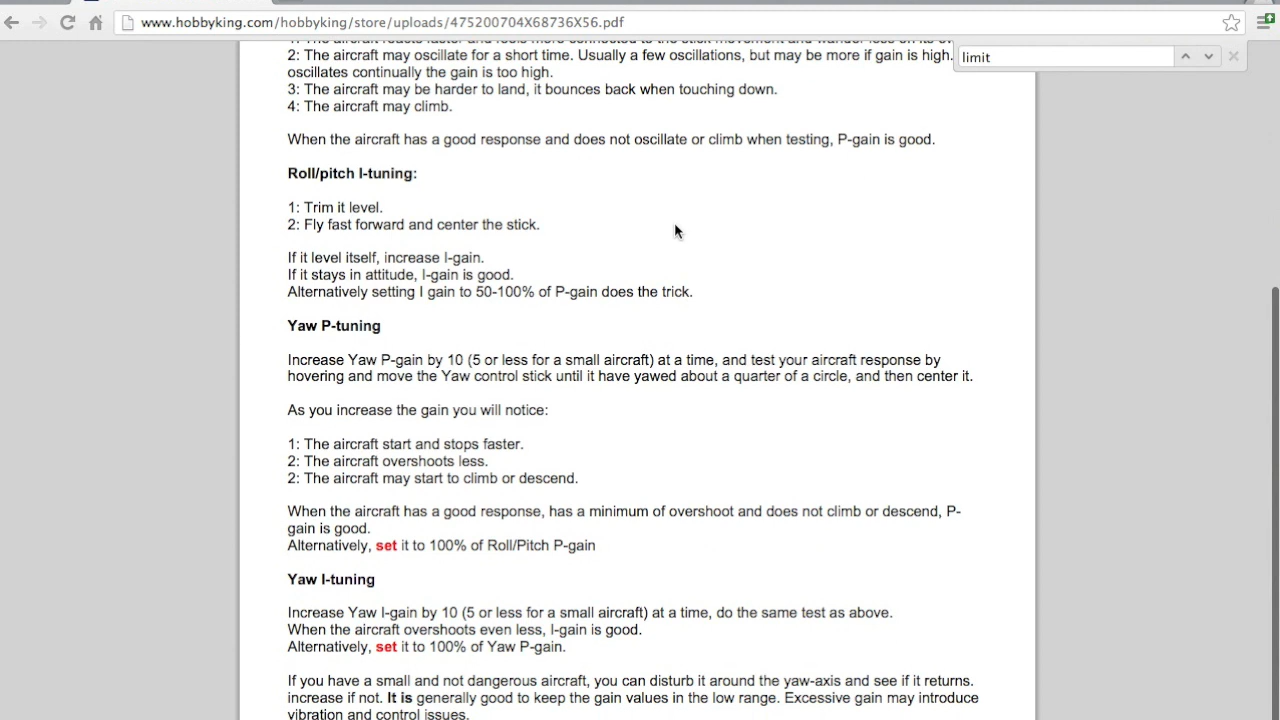 www.hobbyking.com/hobbyking/store/uploads/475200704X68736X56.pdf
limit
2: The aircraft may oscillate for a short time. Usually a few oscillations, but may be more if gain is high.
oscillates continually the gain is too high.
3: The aircraft may be harder to land, it bounces back when touching down.
4: The aircraft may climb.
When the aircraft has a good response and does not oscillate or climb when testing, P-gain is good.
Roll/pitch I-tuning:
1: Trim it level.
2: Fly fast forward and center the stick.
If it level itself, increase I-gain.
If it stays in attitude, I-gain is good.
Alternatively setting I gain to 50-100% of P-gain does the trick.
Yaw P-tuning
Increase Yaw P-gain by 10 (5 or less for a small aircraft) at a time, and test your aircraft response by
hovering and move the Yaw control stick until it have yawed about a quarter of a circle, and then center it.
As you increase the gain you will notice:
1: The aircraft start and stops faster.
2: The aircraft overshoots less.
2: The aircraft may start to climb or descend.
When the aircraft has a good response, has a minimum of overshoot and does not climb or descend, P-
gain is good.
Alternatively, set it to 100% of Roll/Pitch P-gain
Yaw I-tuning
Increase Yaw I-gain by 10 (5 or less for a small aircraft) at a time, do the same test as above.
When the aircraft overshoots even less, I-gain is good.
Alternatively, set it to 100% of Yaw P-gain.
If you have a small and not dangerous aircraft, you can disturb it around the yaw-axis and see if it returns.
increase if not. It is generally good to keep the gain values in the low range. Excessive gain may introduce
vibration and control issues.